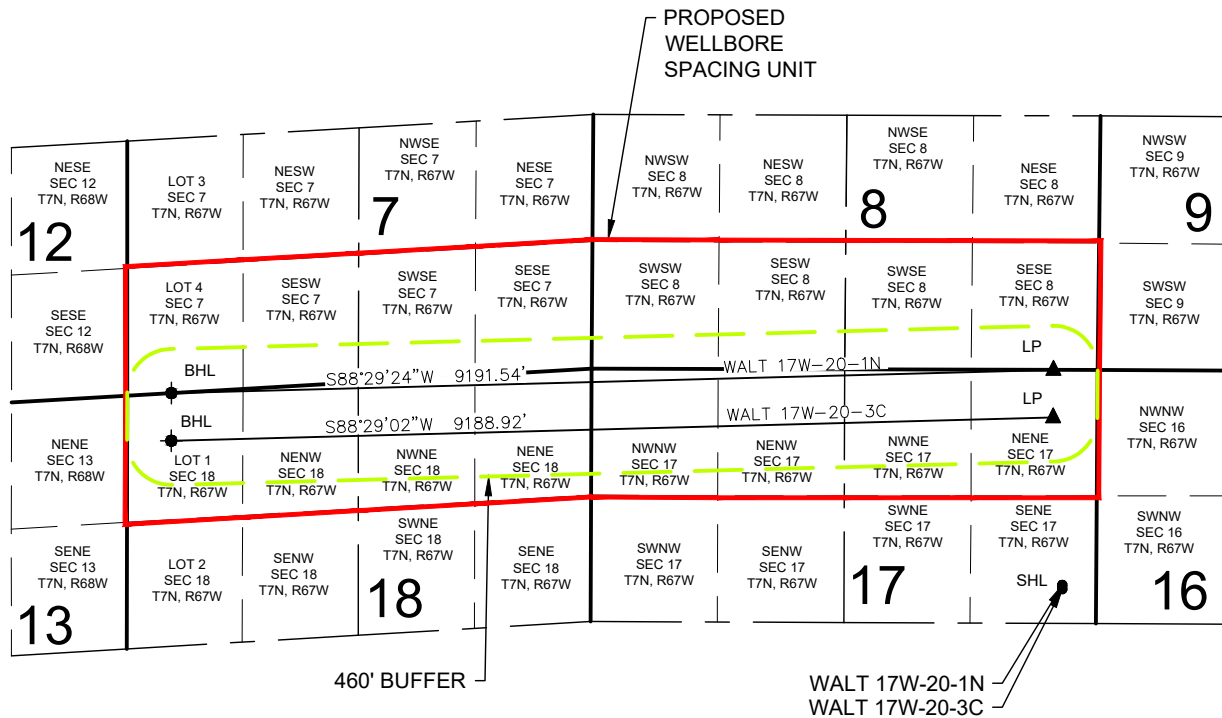 PROPOSED
WELLBORE
SPACING UNIT
NESE
SEC 12
T7N, R68W
12
LOT 3
SEC 7
T7N, R67W
NESW
SEC 7
T7N, R67W
NWSE
SEC 7
T7N, R67W
7
NESE
SEC 7
T7N, R67W
NWSW
SEC 8
T7N, R67W
NESW
SEC 8
T7N, R67W
NWSE
SEC 8
T7N, R67W
8
NESE
SEC 8
T7N, R67W
NWSW
SEC 9
T7N, R67W
9
SESE
SEC 12
T7N, R68W
LOT 4
SEC 7
T7N, R67W
SESW
SEC 7
T7N, R67W
SWSE
SEC 7
T7N, R67W
SESE
SEC 7
T7N, R67W
SWSW
SEC 8
T7N, R67W
SESW
SEC 8
T7N, R67W
SWSE
SEC 8
T7N, R67W
SESE
SEC 8
T7N, R67W
SWSW
SEC 9
T7N, R67W
BHL
S88°29'24"W 9191.54'
WALT 17W-20-1N
LP
BHL
S88°29'02"W 9188.92'
WALT 17W-20-3C
LP
NENE
SEC 13
T7N, R68W
LOT 1
SEC 18
T7N, R67W
NENW
SEC 18
T7N, R67W
NWNE
SEC 18
T7N, R67W
NENE
SEC 18
T7N, R67W
NWNW
SEC 17
T7N, R67W
NENW
SEC 17
T7N, R67W
NWNE
SEC 17
T7N, R67W
NENE
SEC 17
T7N, R67W
NWNW
SEC 16
T7N, R67W
SENE
SEC 13
T7N, R68W
13
LOT 2
SEC 18
T7N, R67W
SENW
SEC 18
T7N, R67W
SWNE
SEC 18
T7N, R67W
18
SENE
SEC 18
T7N, R67W
SWNW
SEC 17
T7N, R67W
SENW
SEC 17
T7N, R67W
SWNE
SEC 17
T7N, R67W
17
SENE
SEC 17
T7N, R67W
SHL
SWNW
SEC 16
T7N, R67W
16
460' BUFFER
WALT 17W-20-1N
WALT 17W-20-3C